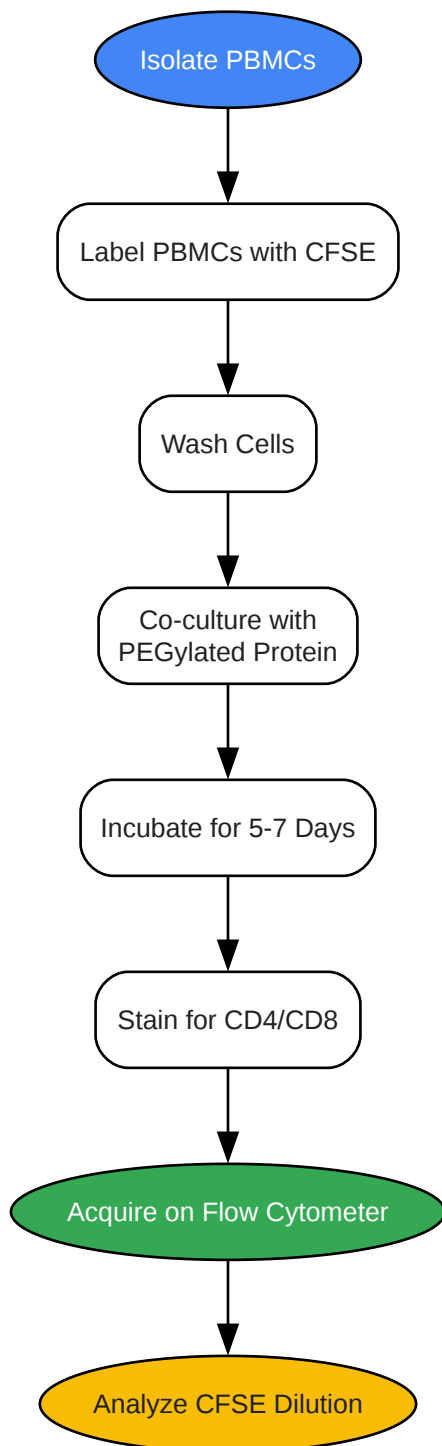 Isolate PBMCs
Label PBMCs with CFSE
Wash Cells
Co-culture with
PEGylated Protein
Incubate for 5-7 Days
Stain for CD4/CD8
Acquire on Flow Cytometer
Analyze CFSE Dilution